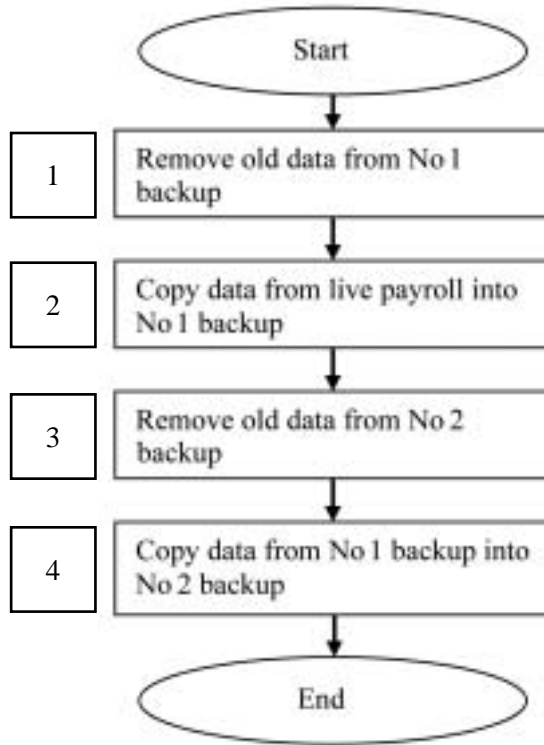 Start
1
Remove old data from No 1
backup
2
Copy data from live payroll into
No 1 backup
3
Remove old data from No 2
backup
4
Copy data from No 1 backup into
No 2 backup
End